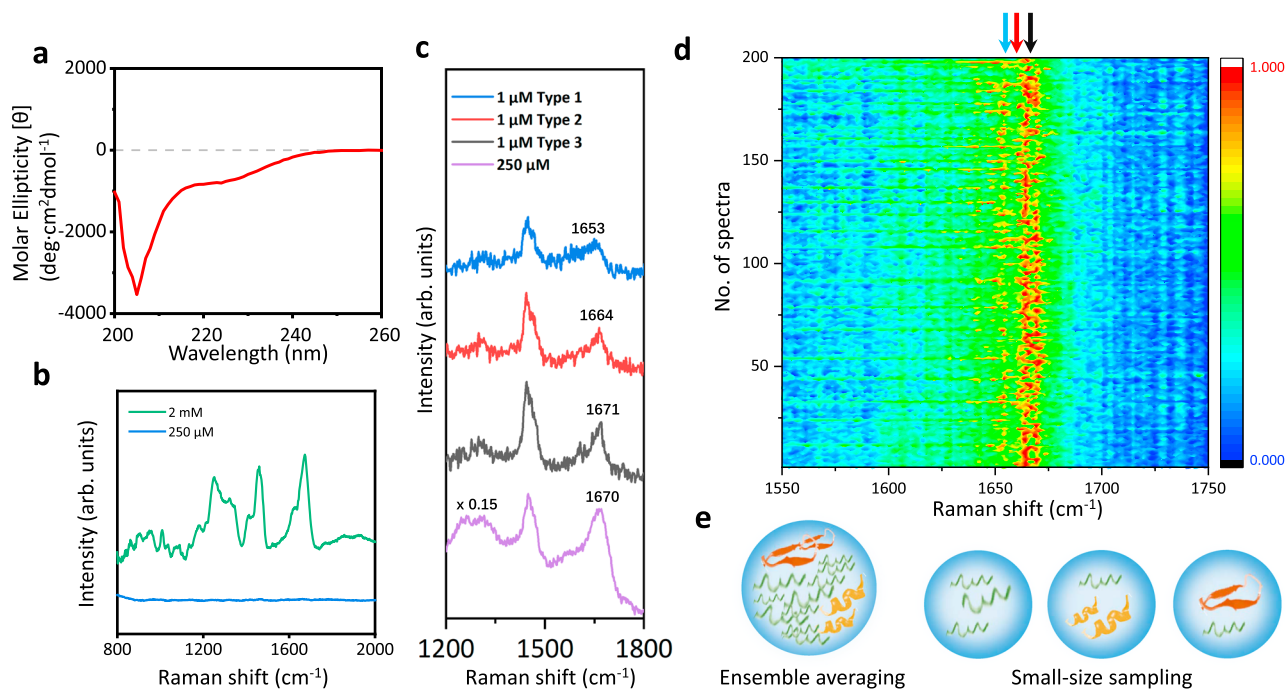 a
2000
0
-2000
-4000
Molar Ellipticity [θ]
(deg·cm²dmol⁻¹)
200
220
240
260
Wavelength (nm)
b
2 mM
250 μM
Intensity (arb. units)
800
1200
1600
2000
Raman shift (cm⁻¹)
c
1 μM Type 1
1 μM Type 2
1 μM Type 3
250 μM
1653
1664
1671
x 0.15
1670
Intensity (arb. units)
1200
1500
1800
Raman shift (cm⁻¹)
d
200
150
100
50
No. of spectra
1550
1600
1650
1700
1750
Raman shift (cm⁻¹)
1.000
0.000
e
Ensemble averaging
Small-size sampling